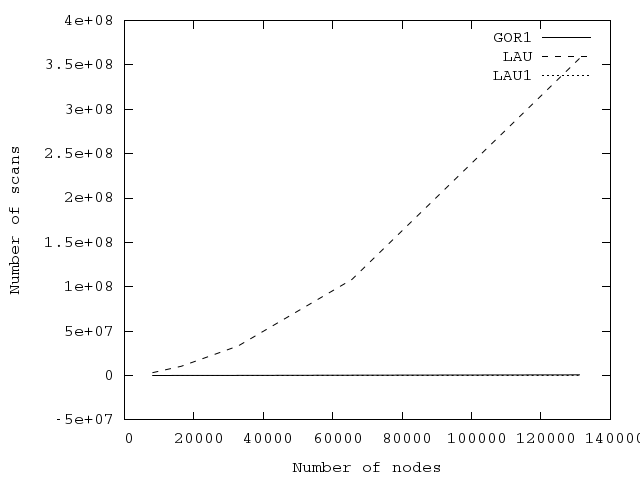 4e+08
3.5e+08
3e+08
2.5e+08
2e+08
1.5e+08
1e+08
5e+07
0
-5e+07
Number of scans
GOR1
LAU
LAU1
0 20000 40000 60000 80000 100000 120000 140000
Number of nodes